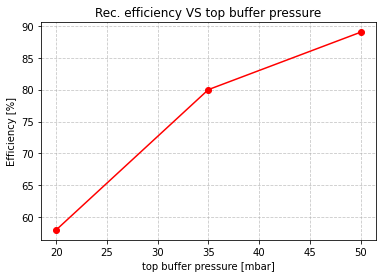 Rec. efficiency VS top buffer pressure
90
85
80
75
70
65
60
Efficiency [%]
20 25 30 35 40 45 50
top buffer pressure [mbar]